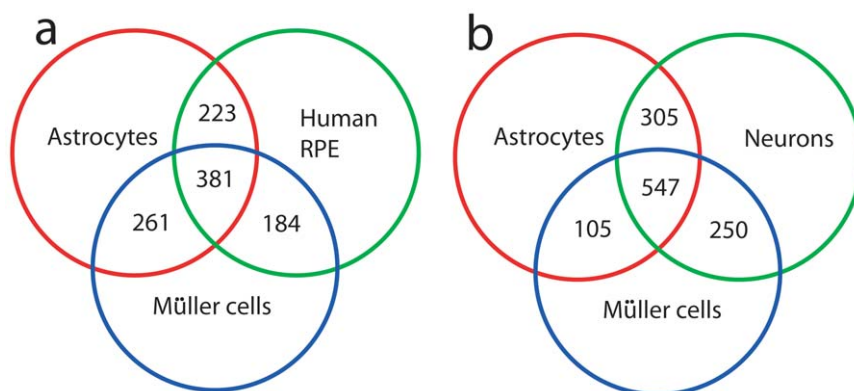 a
Astrocytes
223
Human
RPE
381
261
184
Müller cells
b
Astrocytes
305
Neurons
547
105
250
Müller cells